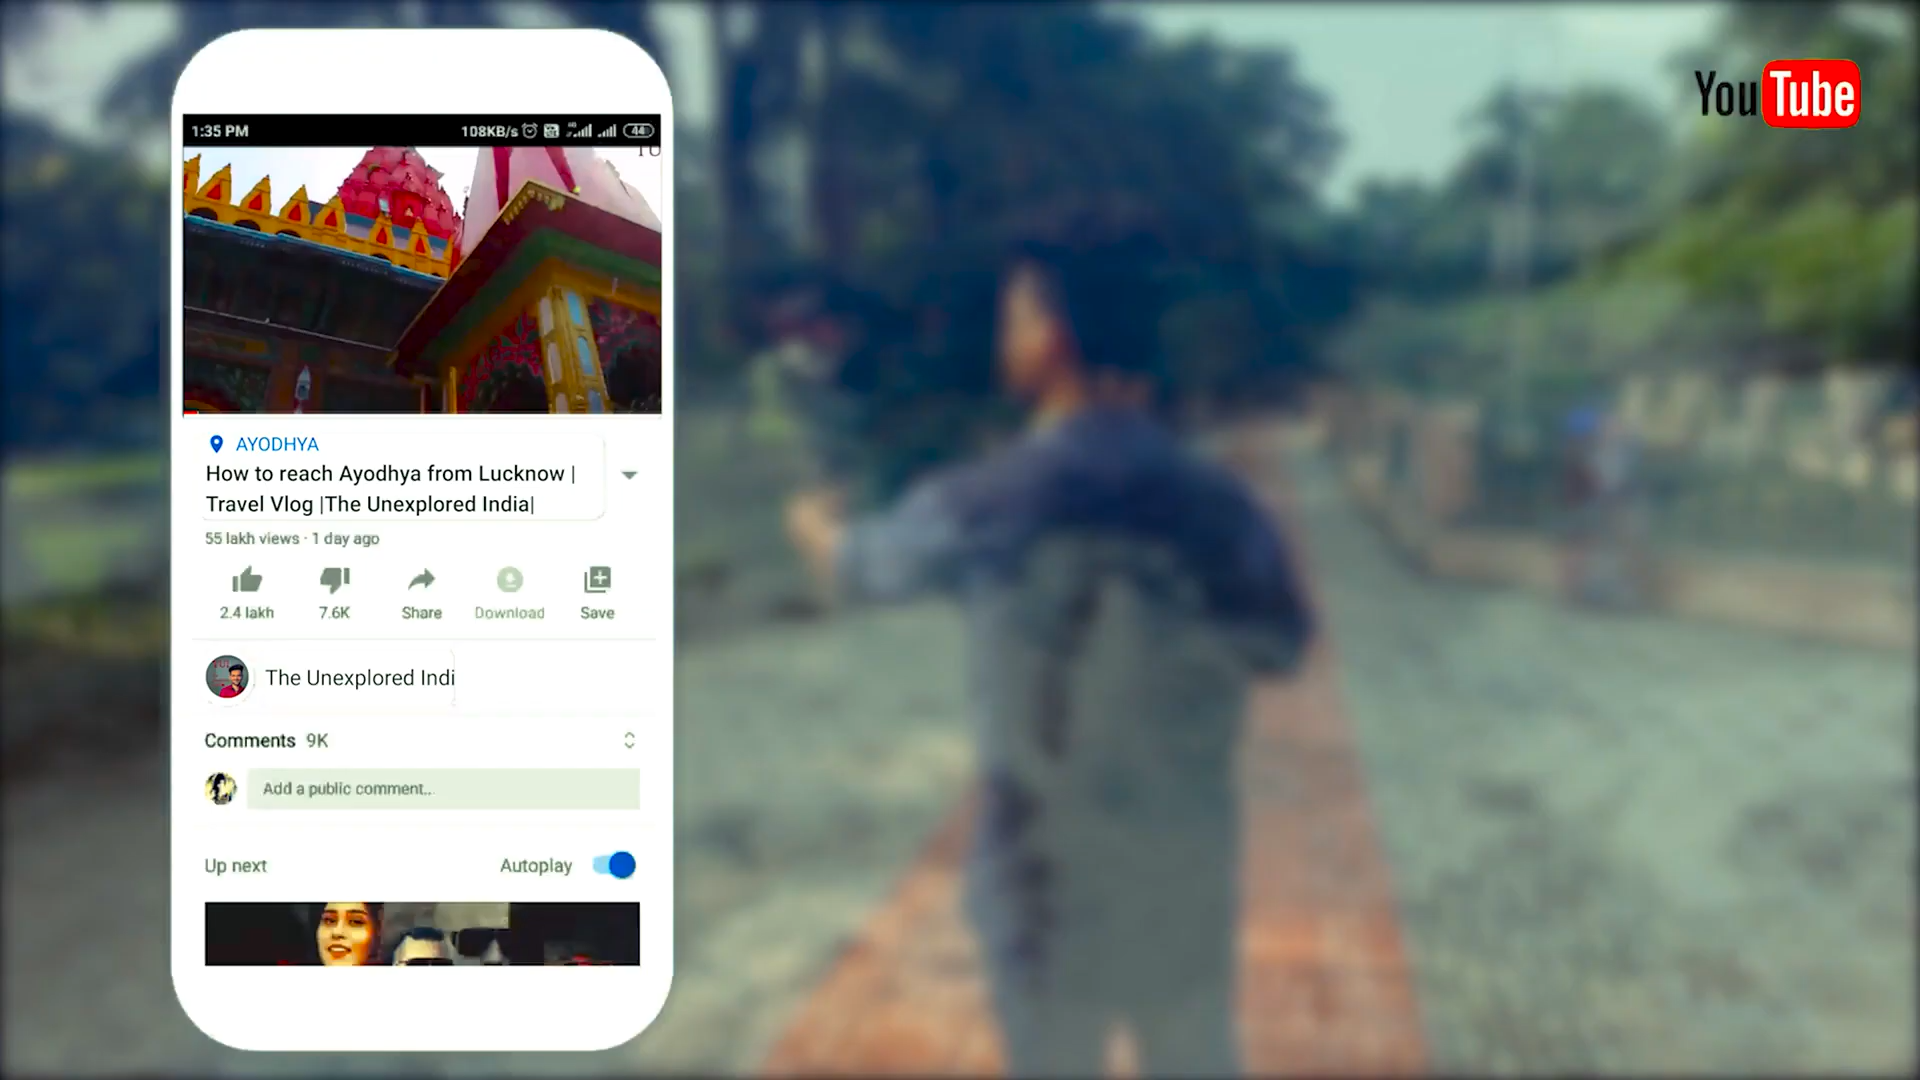 YouTube
1:35 PM
108KB/s
44
AYODHYA
How to reach Ayodhya from Lucknow |
Travel Vlog |The Unexplored India|
55 lakh views · 1 day ago
2.4 lakh
7.6K
Share
Download
Save
The Unexplored Indi
Comments 9K
Add a public comment..
Up next
Autoplay